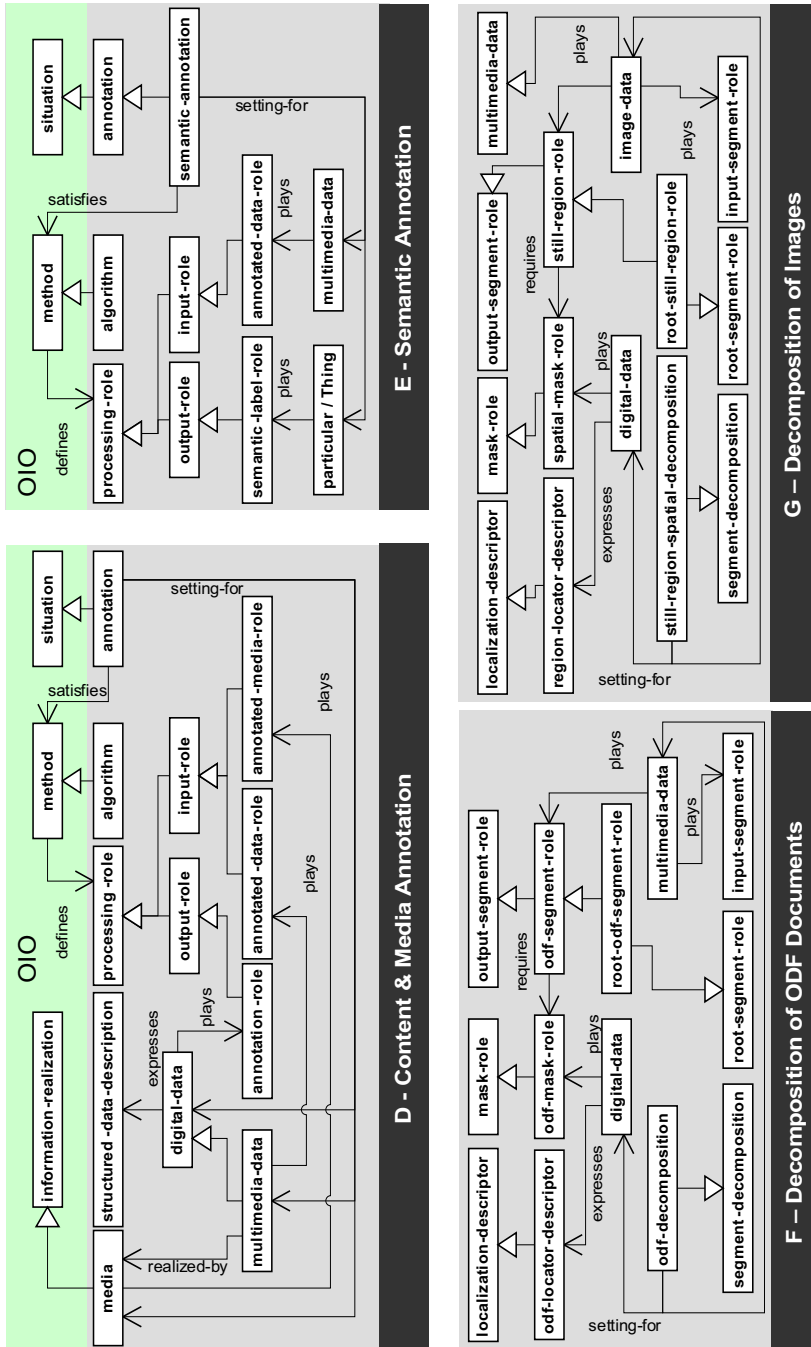 OIO
information -realization
method
situation
satisfies
defines
media
structured -data-description
processing -role
algorithm
annotation
setting-for
expresses
realized-by
digital-data
output-role
input-role
plays
multimedia-data
annotation -role
annotated -data-role
annotated -media-role
plays
plays
D - Content & Media Annotation
OIO
method
situation
satisfies
defines
processing-role
algorithm
annotation
output-role
input-role
semantic -annotation
setting-for
semantic -label-role
annotated -data-role
plays
plays
particular / Thing
multimedia-data
E - Semantic Annotation
localization-descriptor
mask-role
output-segment-role
requires
plays
odf-locator-descriptor
odf-mask-role
odf-segment-role
expresses
plays
digital-data
root-odf-segment-role
multimedia-data
plays
setting-for
odf-decomposition
segment-decomposition
root-segment-role
input-segment-role
F – Decomposition of ODF Documents
localization-descriptor
mask-role
output-segment-role
multimedia-data
requires
plays
region-locator-descriptor
spatial-mask-role
still-region-role
expresses
plays
digital-data
image-data
plays
setting-for
still-region-spatial-decomposition
root-still-region-role
segment-decomposition
root-segment-role
input-segment-role
G – Decomposition of Images